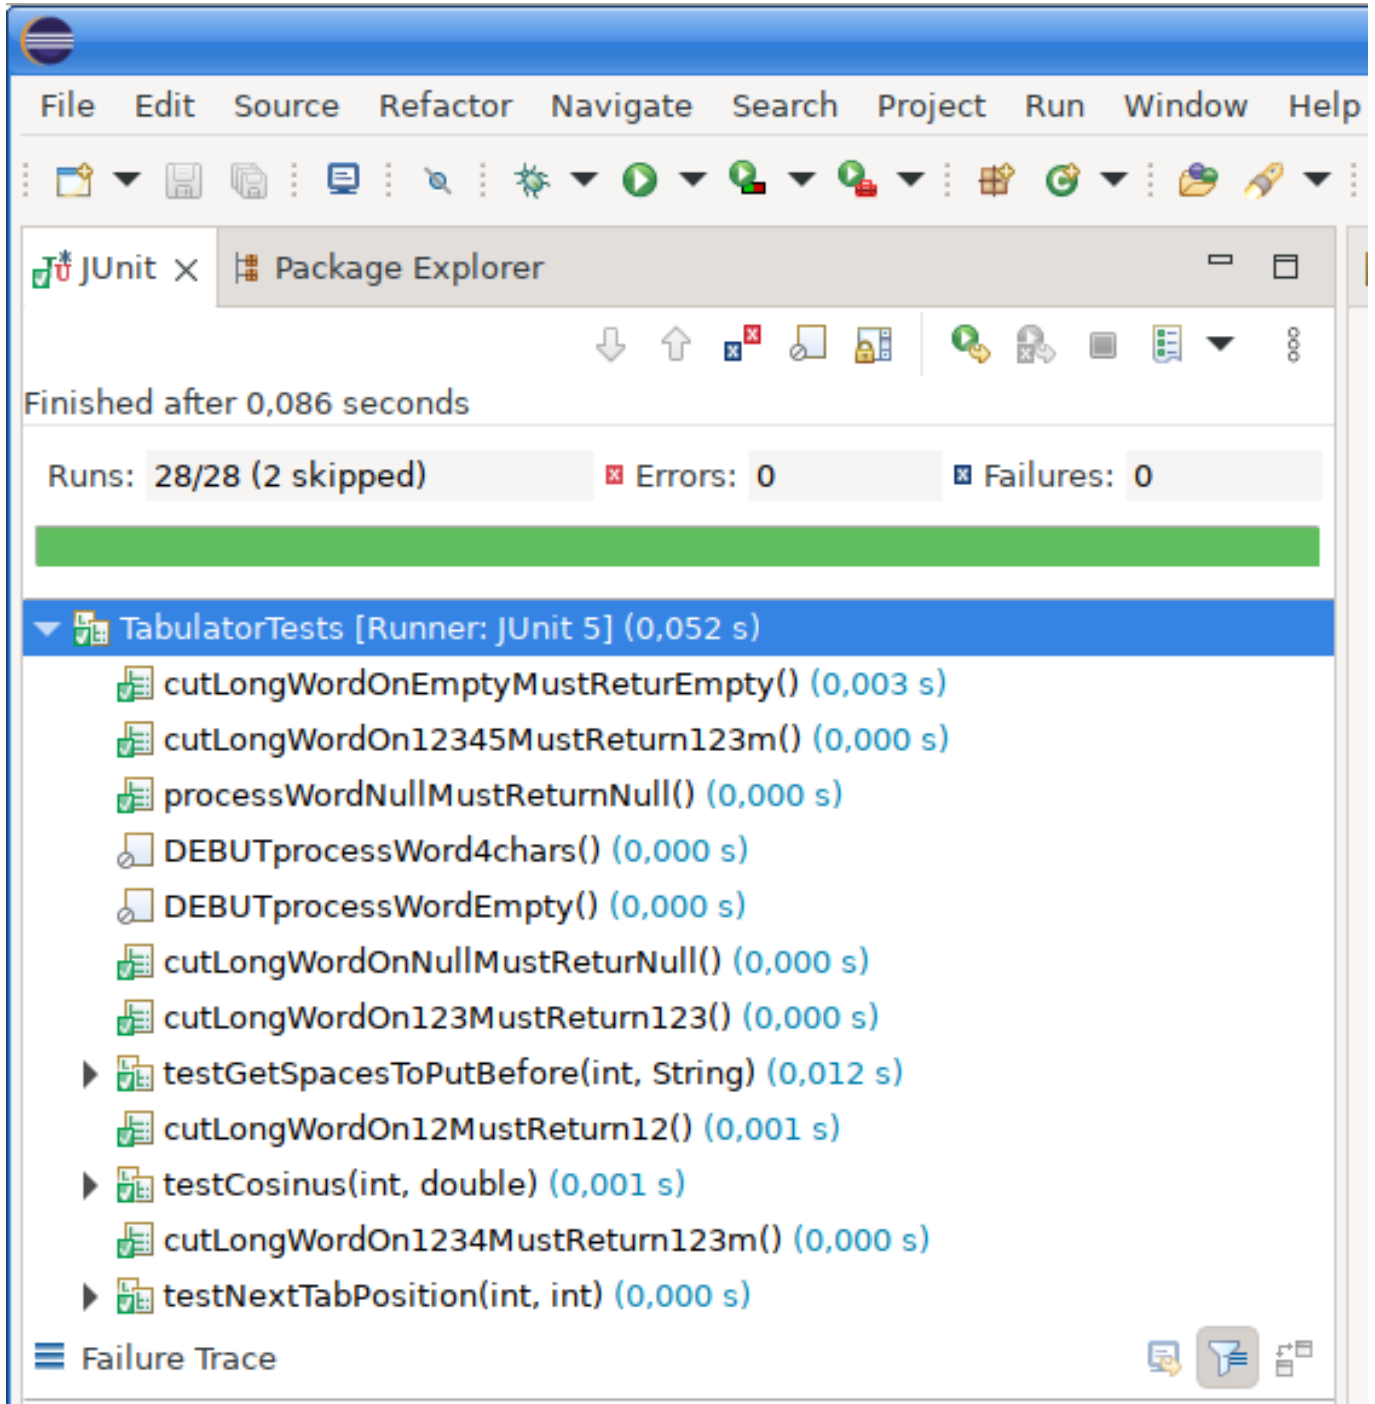 File Edit Source Refactor Navigate Search Project Run Window Help
JUnit Package Explorer
Finished after 0,086 seconds
Runs: 28/28 (2 skipped) Errors: 0 Failures: 0
TabulatorTests [Runner: JUnit 5] (0,052 s)
cutLongWordOnEmptyMustReturEmpty() (0,003 s)
cutLongWordOn12345MustReturn123m() (0,000 s)
processWordNullMustReturnNull() (0,000 s)
DEBUTprocessWord4chars() (0,000 s)
DEBUTprocessWordEmpty() (0,000 s)
cutLongWordOnNullMustReturNull() (0,000 s)
cutLongWordOn123MustReturn123() (0,000 s)
testGetSpacesToPutBefore(int, String) (0,012 s)
cutLongWordOn12MustReturn12() (0,001 s)
testCosinus(int, double) (0,001 s)
cutLongWordOn1234MustReturn123m() (0,000 s)
testNextTabPosition(int, int) (0,000 s)
Failure Trace